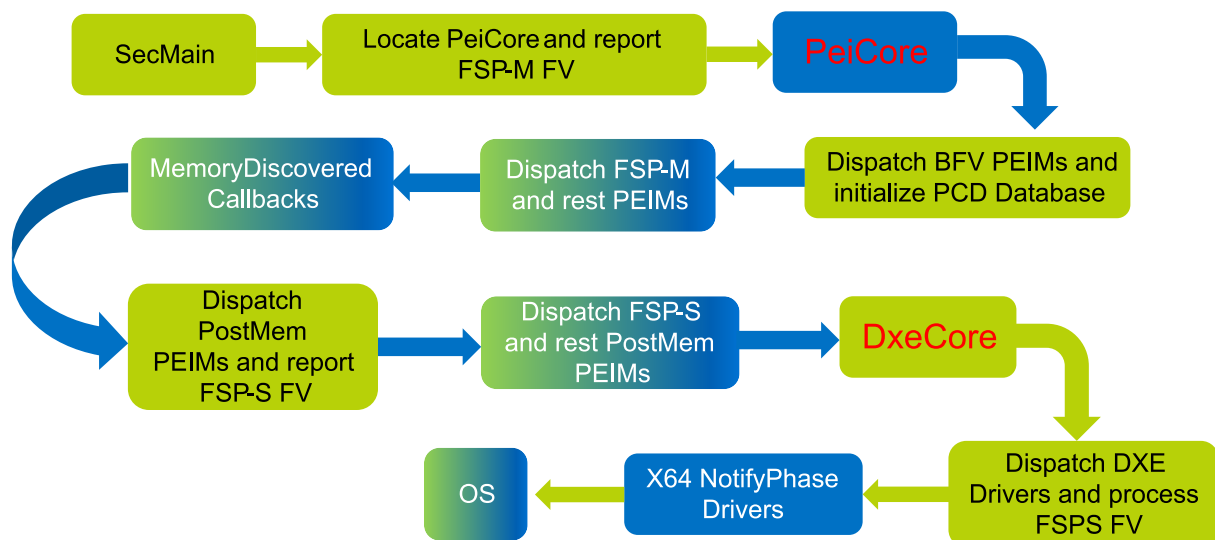 SecMain
Locate PeiCore and report
FSP-M FV
PeiCore
Dispatch BFV PEIMs and
initialize PCD Database
Dispatch FSP-M
and rest PEIMs
MemoryDiscovered
Callbacks
Dispatch
PostMem
PEIMs and report
FSP-S FV
Dispatch FSP-S
and rest PostMem
PEIMs
DxeCore
Dispatch DXE
Drivers and process
FSPS FV
X64 NotifyPhase
Drivers
OS